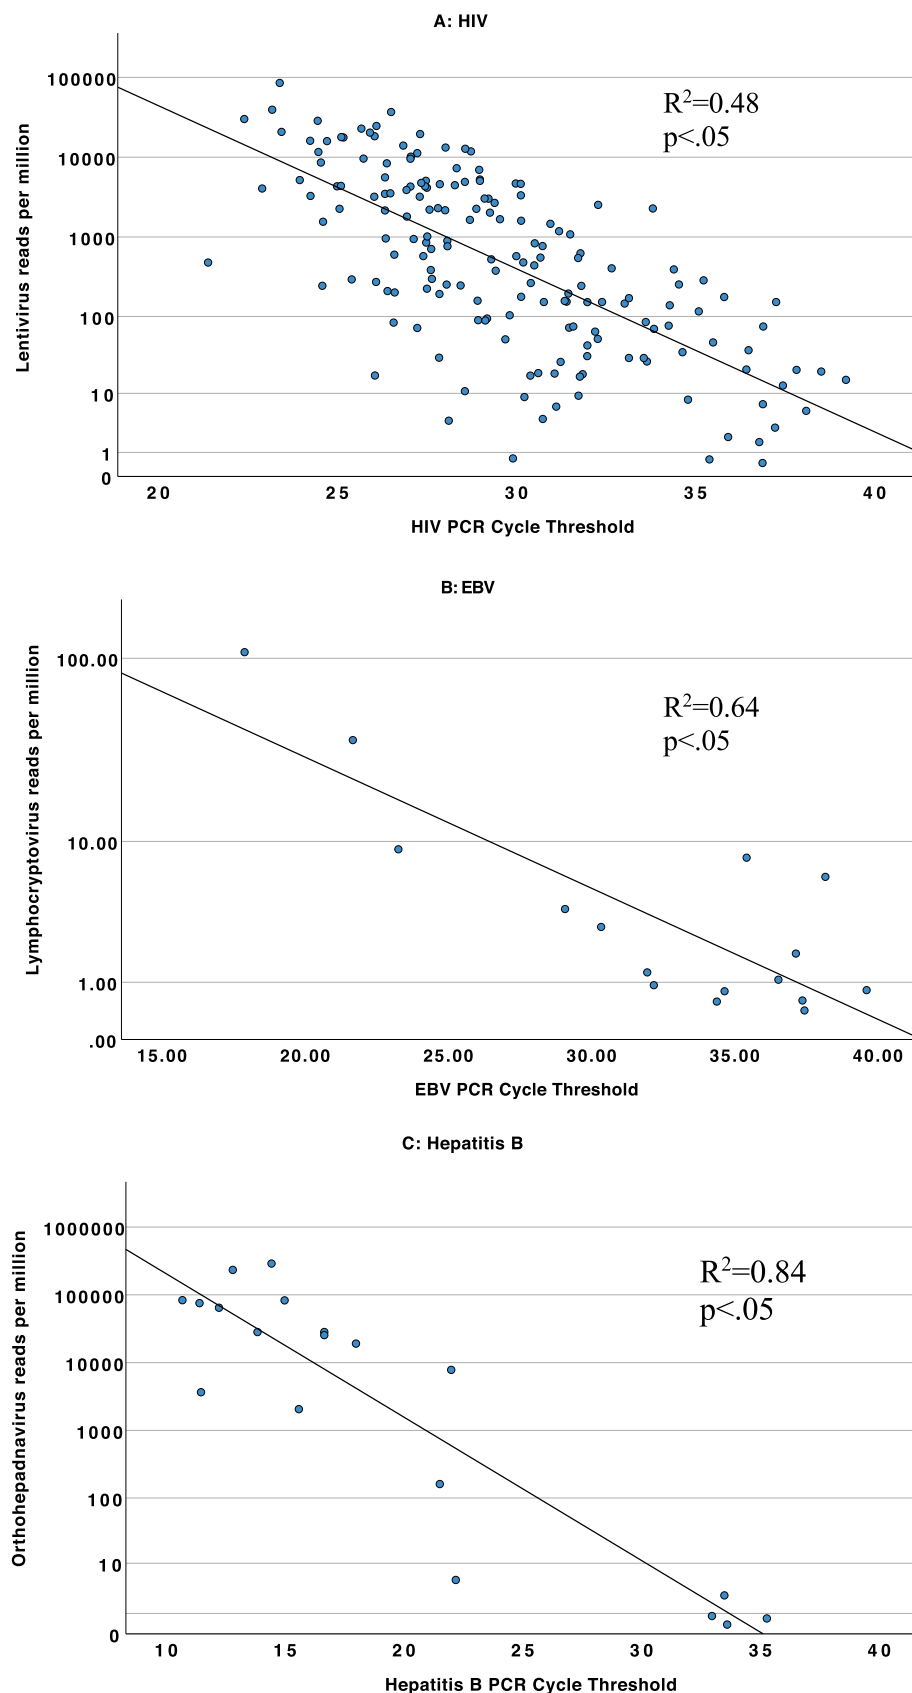 A: HIV
Lentivirus reads per million
100000
10000
1000
100
10
1
0
R²=0.48
p<.05
20 25 30 35 40
HIV PCR Cycle Threshold
B: EBV
Lymphocryptovirus reads per million
100.00
10.00
1.00
.00
R²=0.64
p<.05
15.00 20.00 25.00 30.00 35.00 40.00
EBV PCR Cycle Threshold
C: Hepatitis B
Orthohepadnavirus reads per million
1000000
100000
10000
1000
100
10
0
R²=0.84
p<.05
10 15 20 25 30 35 40
Hepatitis B PCR Cycle Threshold